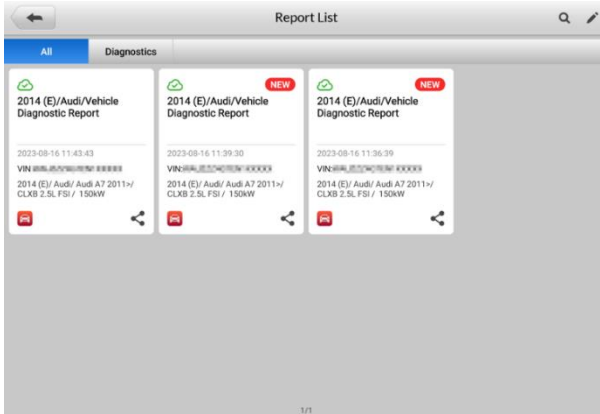 Report List
All
Diagnostics
2014 (E)/Audi/Vehicle
Diagnostic Report
2023-08-16 11:43:43
VIN
2014 (E)/ Audi/ Audi A7 2011>/
CLXB 2.5L FSI / 150kW
NEW
2014 (E)/Audi/Vehicle
Diagnostic Report
2023-08-16 11:39:30
VIN:
2014 (E)/ Audi/ Audi A7 2011>/
CLXB 2.5L FSI / 150kW
NEW
2014 (E)/Audi/Vehicle
Diagnostic Report
2023-08-16 11:36:39
VIN:
2014 (E)/ Audi/ Audi A7 2011>/
CLXB 2.5L FSI / 150kW
1/1